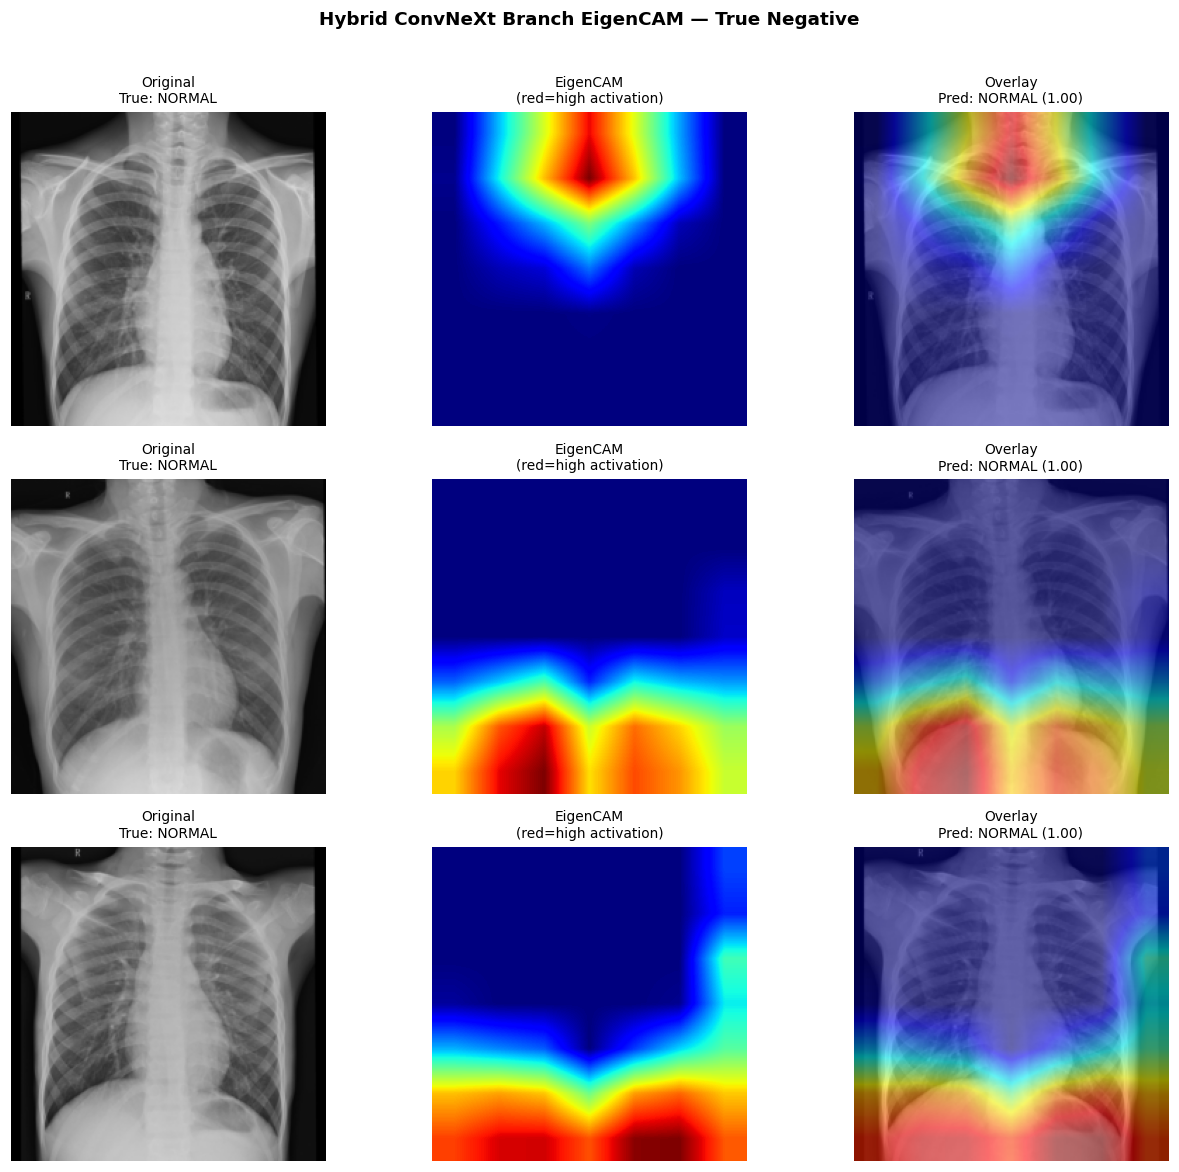 Hybrid ConvNeXt Branch EigenCAM — True Negative
Original
True: NORMAL
EigenCAM
(red=high activation)
Overlay
Pred: NORMAL (1.00)
Original
True: NORMAL
EigenCAM
(red=high activation)
Overlay
Pred: NORMAL (1.00)
Original
True: NORMAL
EigenCAM
(red=high activation)
Overlay
Pred: NORMAL (1.00)